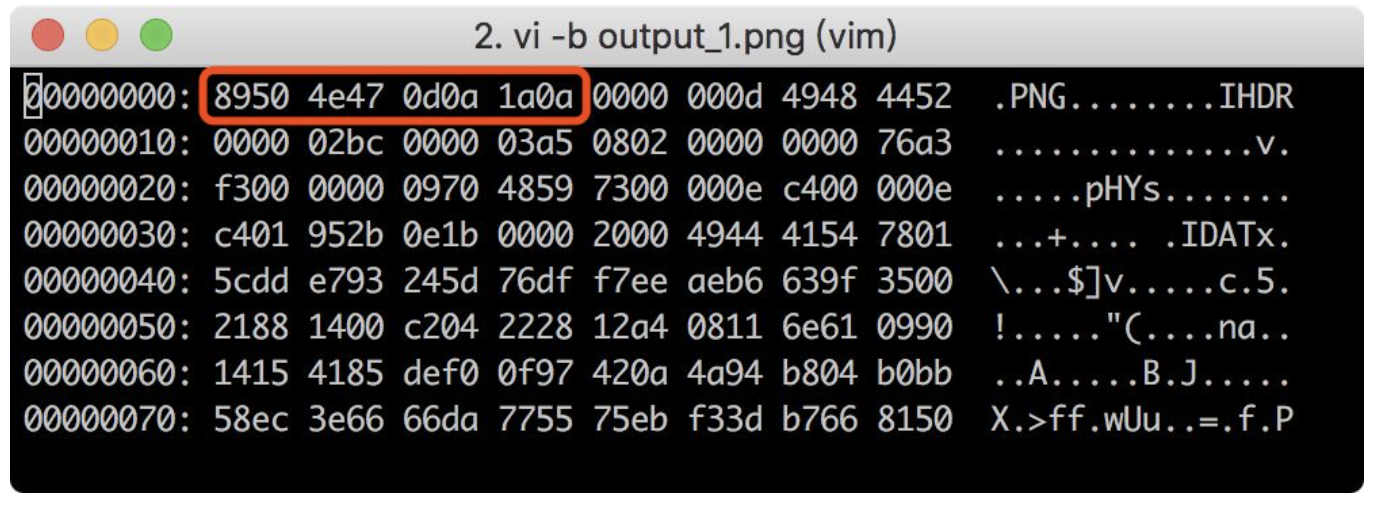 2. vi -b output_1.png (vim)
00000000: 8950 4e47 0d0a 1a0a 0000 000d 4948 4452  .PNG........IHDR
00000010: 0000 02bc 0000 03a5 0802 0000 0000 76a3  ..............v.
00000020: f300 0000 0970 4859 7300 000e c400 000e  .....pHYs.......
00000030: c401 952b 0e1b 0000 2000 4944 4154 7801  ...+.... .IDATx.
00000040: 5cdd e793 245d 76df f7ee aeb6 639f 3500  \...$]v.....c.5.
00000050: 2188 1400 c204 2228 12a4 0811 6e61 0990  !....."(....na..
00000060: 1415 4185 def0 0f97 420a 4a94 b804 b0bb  ..A.....B.J.....
00000070: 58ec 3e66 66da 7755 75eb f33d b766 8150  X.>ff.wUu..=.f.P